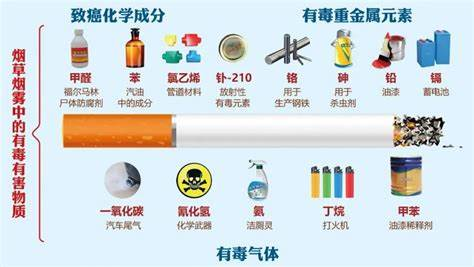 致癌化学成分
有毒重金属元素
烟草烟雾中的有毒有害物质
甲醛
福尔马林
尸体防腐剂
苯
汽油
中的成分
氯乙烯
管道材料
钋-210
放射性
有毒元素
铬
用于
生产钢铁
砷
用于
杀虫剂
铅
油漆
镉
蓄电池
一氧化碳
汽车尾气
氰化氢
化学武器
氨
洁厕灵
丁烷
打火机
甲苯
油漆稀释剂
有毒气体